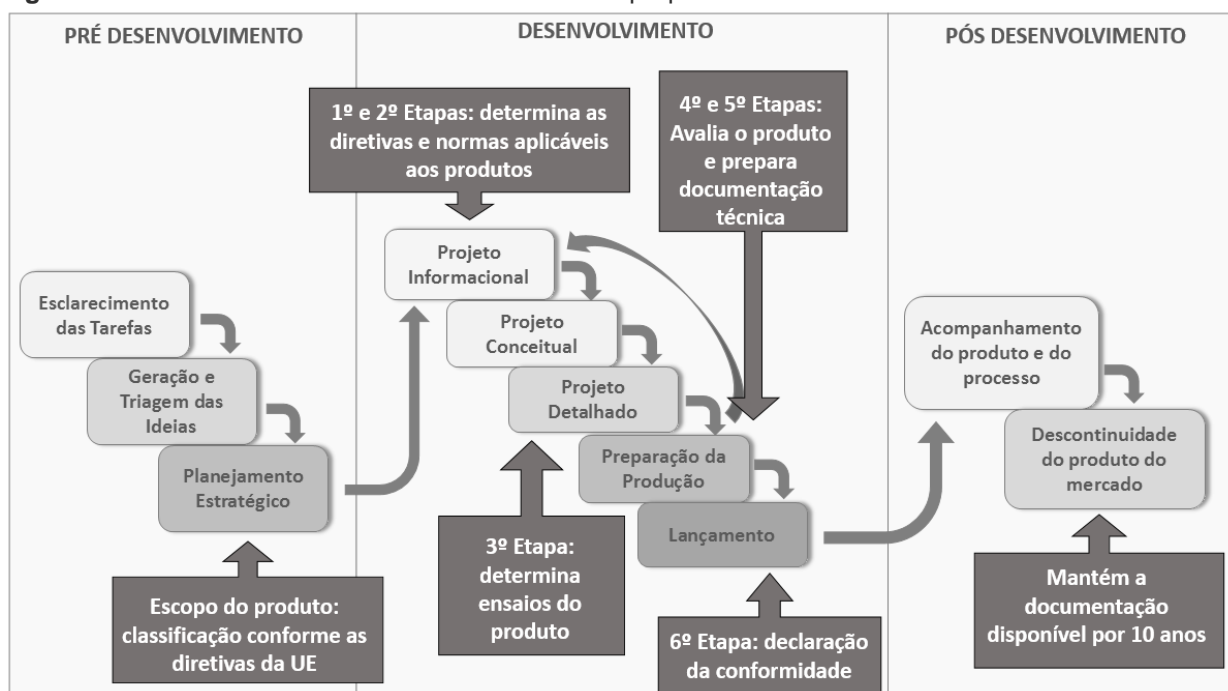 PRÉ DESENVOLVIMENTO
DESENVOLVIMENTO
PÓS DESENVOLVIMENTO
1º e 2º Etapas: determina as
diretivas e normas aplicáveis
aos produtos
4º e 5º Etapas:
Avalia o produto
e prepara
documentação
técnica
Projeto
Informacional
Esclarecimento
das Tarefas
Projeto
Conceitual
Acompanhamento
do produto e do
processo
Geração e
Triagem das
Ideias
Projeto
Detalhado
Descontinuidade
do produto do
mercado
Planejamento
Estratégico
Preparação da
Produção
Lançamento
3º Etapa:
determina
ensaios do
produto
Escopo do produto:
classificação conforme as
diretivas da UE
6º Etapa: declaração
da conformidade
Mantém a
documentação
disponível por 10 anos